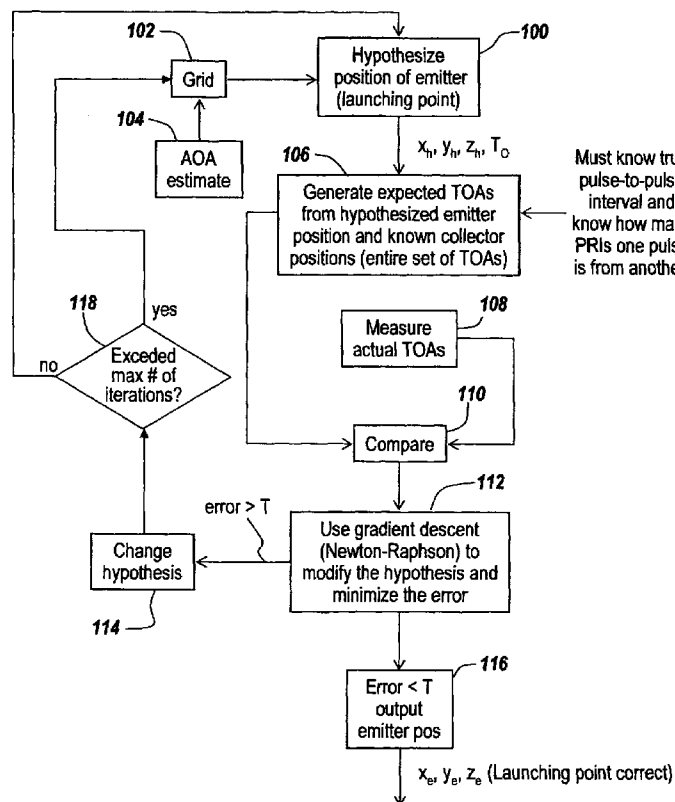 102
100
Hypothesize
position of emitter
(launching point)
Grid
104
AOA
estimate
x_h, y_h, z_h, T_O
106
Generate expected TOAs
from hypothesized emitter
position and known collector
positions (entire set of TOAs)
pulse-to-puls
interval and
know how ma
PRIs one puls
is from anothe
Must know tru
108
Measure
actual TOAs
118
yes
no
Exceded
max # of
iterations?
110
Compare
112
error > T
Use gradient descent
(Newton-Raphson) to
modify the hypothesis and
minimize the error
Change
hypothesis
114
116
Error < T
output
emitter pos
x_e, y_e, z_e (Launching point correct)